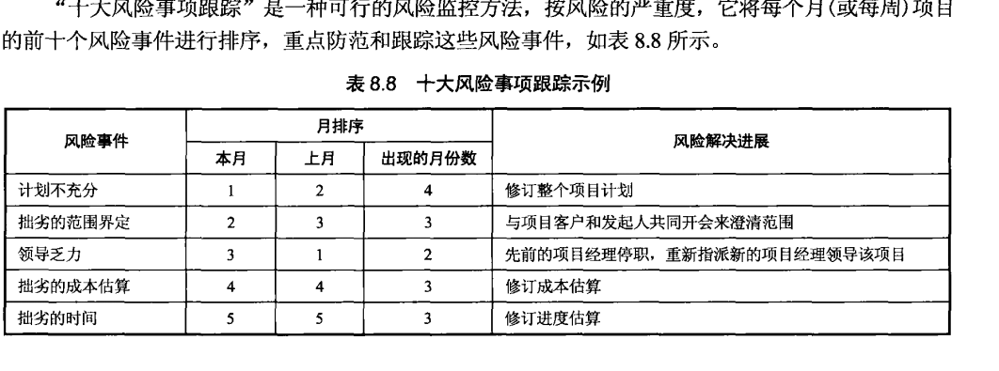 “十大风险事项跟踪”是一种可行的风险监控方法，按风险的严重度，它将每个月(或每周)项目
的前十个风险事件进行排序，重点防范和跟踪这些风险事件，如表 8.8 所示。
表 8.8 十大风险事项跟踪示例
风险事件 月排序 风险解决进展
本月 上月 出现的月份数
计划不充分 1 2 4 修订整个项目计划
拙劣的范围界定 2 3 3 与项目客户和发起人共同开会来澄清范围
领导乏力 3 1 2 先前的项目经理停职，重新指派新的项目经理领导该项目
拙劣的成本估算 4 4 3 修订成本估算
拙劣的时间 5 5 3 修订进度估算